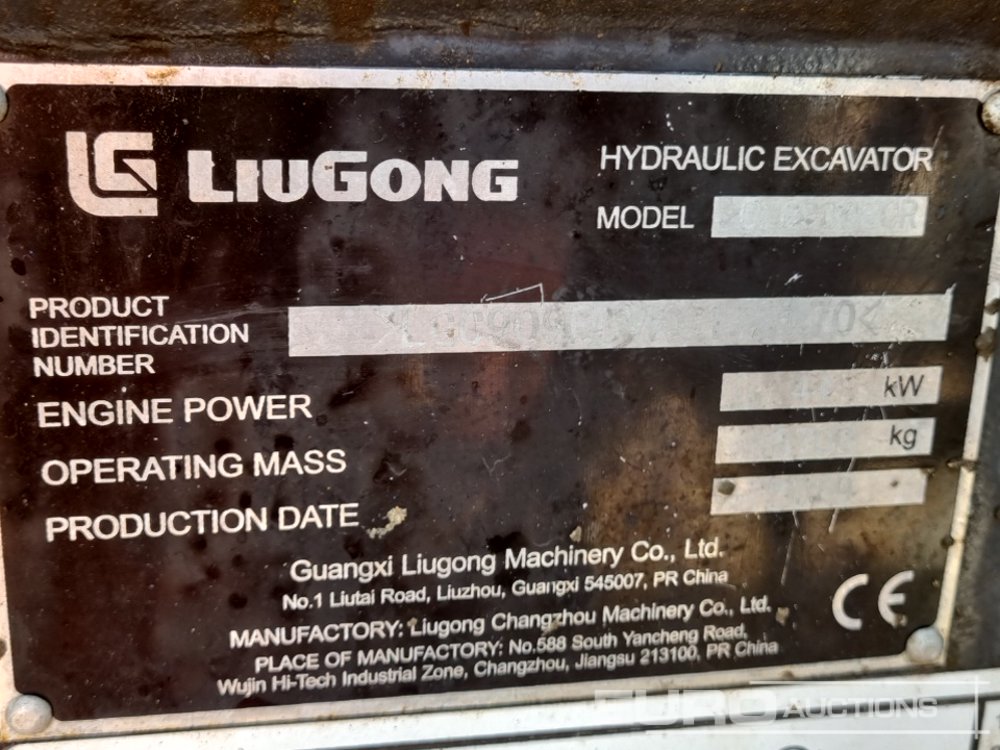 LG LIUGONG
HYDRAULIC EXCAVATOR
MODEL
PRODUCT
IDENTIFICATION
NUMBER
ENGINE POWER kW
OPERATING MASS kg
PRODUCTION DATE
Guangxi Liugong Machinery Co., Ltd.
No.1 Liutai Road, Liuzhou, Guangxi 545007, PR China
MANUFACTORY: Liugong Changzhou Machinery Co., Ltd.
PLACE OF MANUFACTORY: No.588 South Yancheng Road,
Wujin Hi-Tech Industrial Zone, Changzhou, Jiangsu 213100, PR China
CE
EURO AUCTIONS